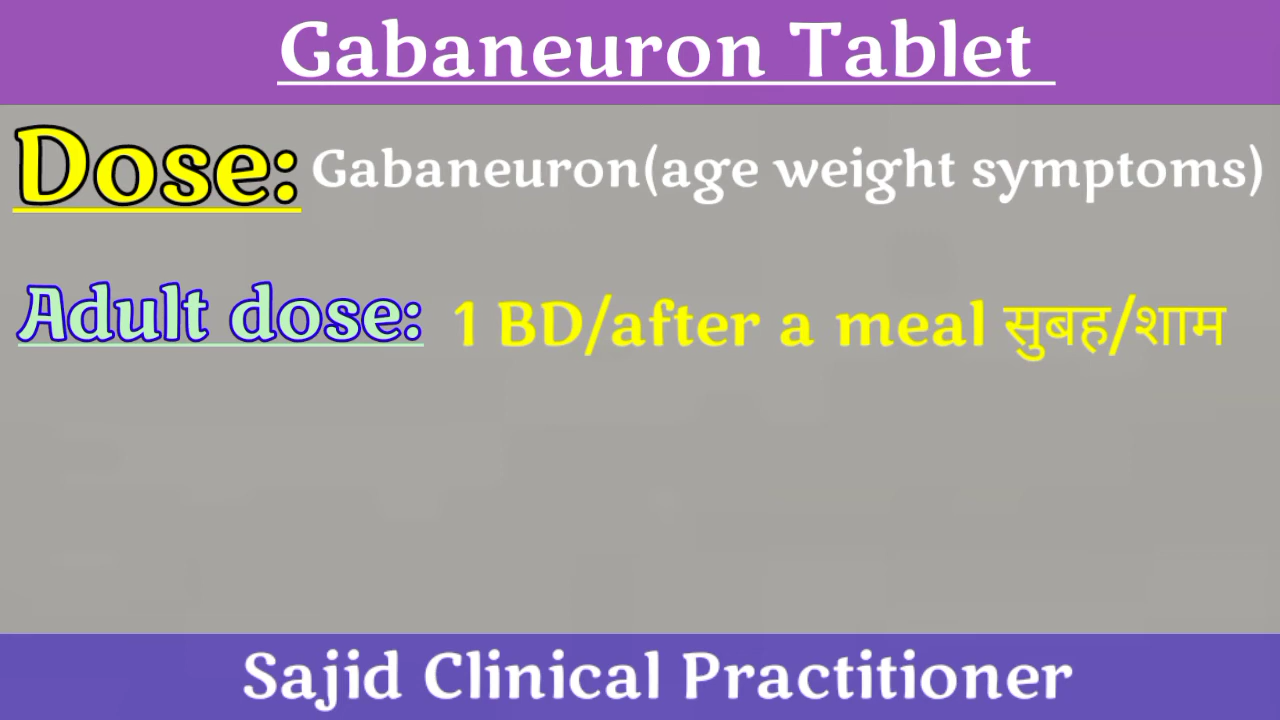 Gabaneuron Tablet
Dose: Gabaneuron(age weight symptoms)
Adult dose: 1 BD/after a meal सुबह/शाम
Sajid Clinical Practitioner